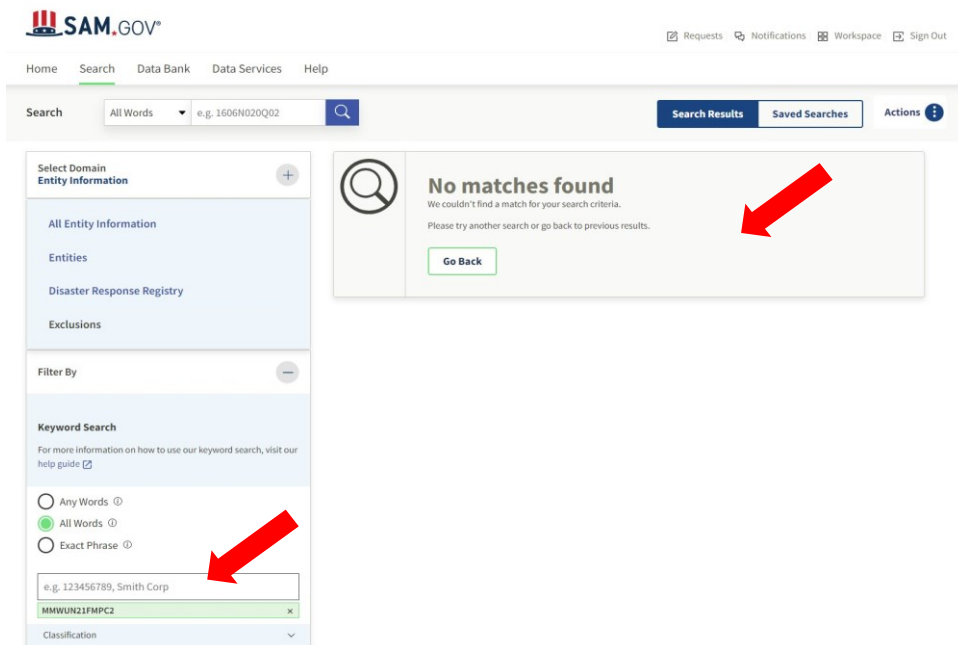 SAM.GOV®
Requests Notifications Workspace Sign Out
Home Search Data Bank Data Services Help
Search All Words e.g. 1606N020Q02 Search Results Saved Searches Actions
Select Domain
Entity Information
All Entity Information
Entities
Disaster Response Registry
Exclusions
Filter By
Keyword Search
For more information on how to use our keyword search, visit our
help guide
Any Words
All Words
Exact Phrase
e.g. 123456789, Smith Corp
MMWUN21FMPC2 ×
Classification
No matches found
We couldn't find a match for your search criteria.
Please try another search or go back to previous results.
Go Back